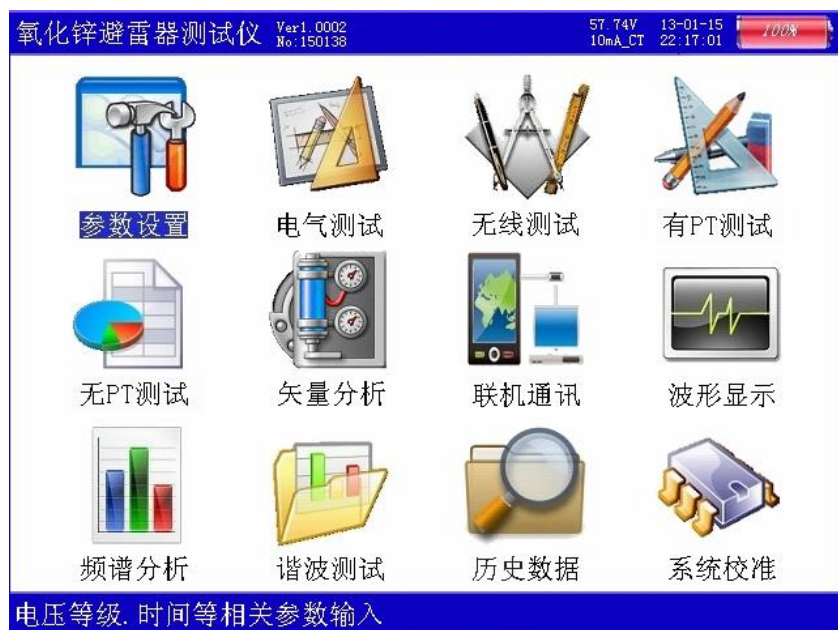 氧化锌避雷器测试仪 Ver1.0002
No:150138
57.74V 13-01-15
10mA_CT 22:17:01
100%
参数设置 电气测试 无线测试 有PT测试
无PT测试 矢量分析 联机通讯 波形显示
频谱分析 谐波测试 历史数据 系统校准
电压等级.时间等相关参数输入